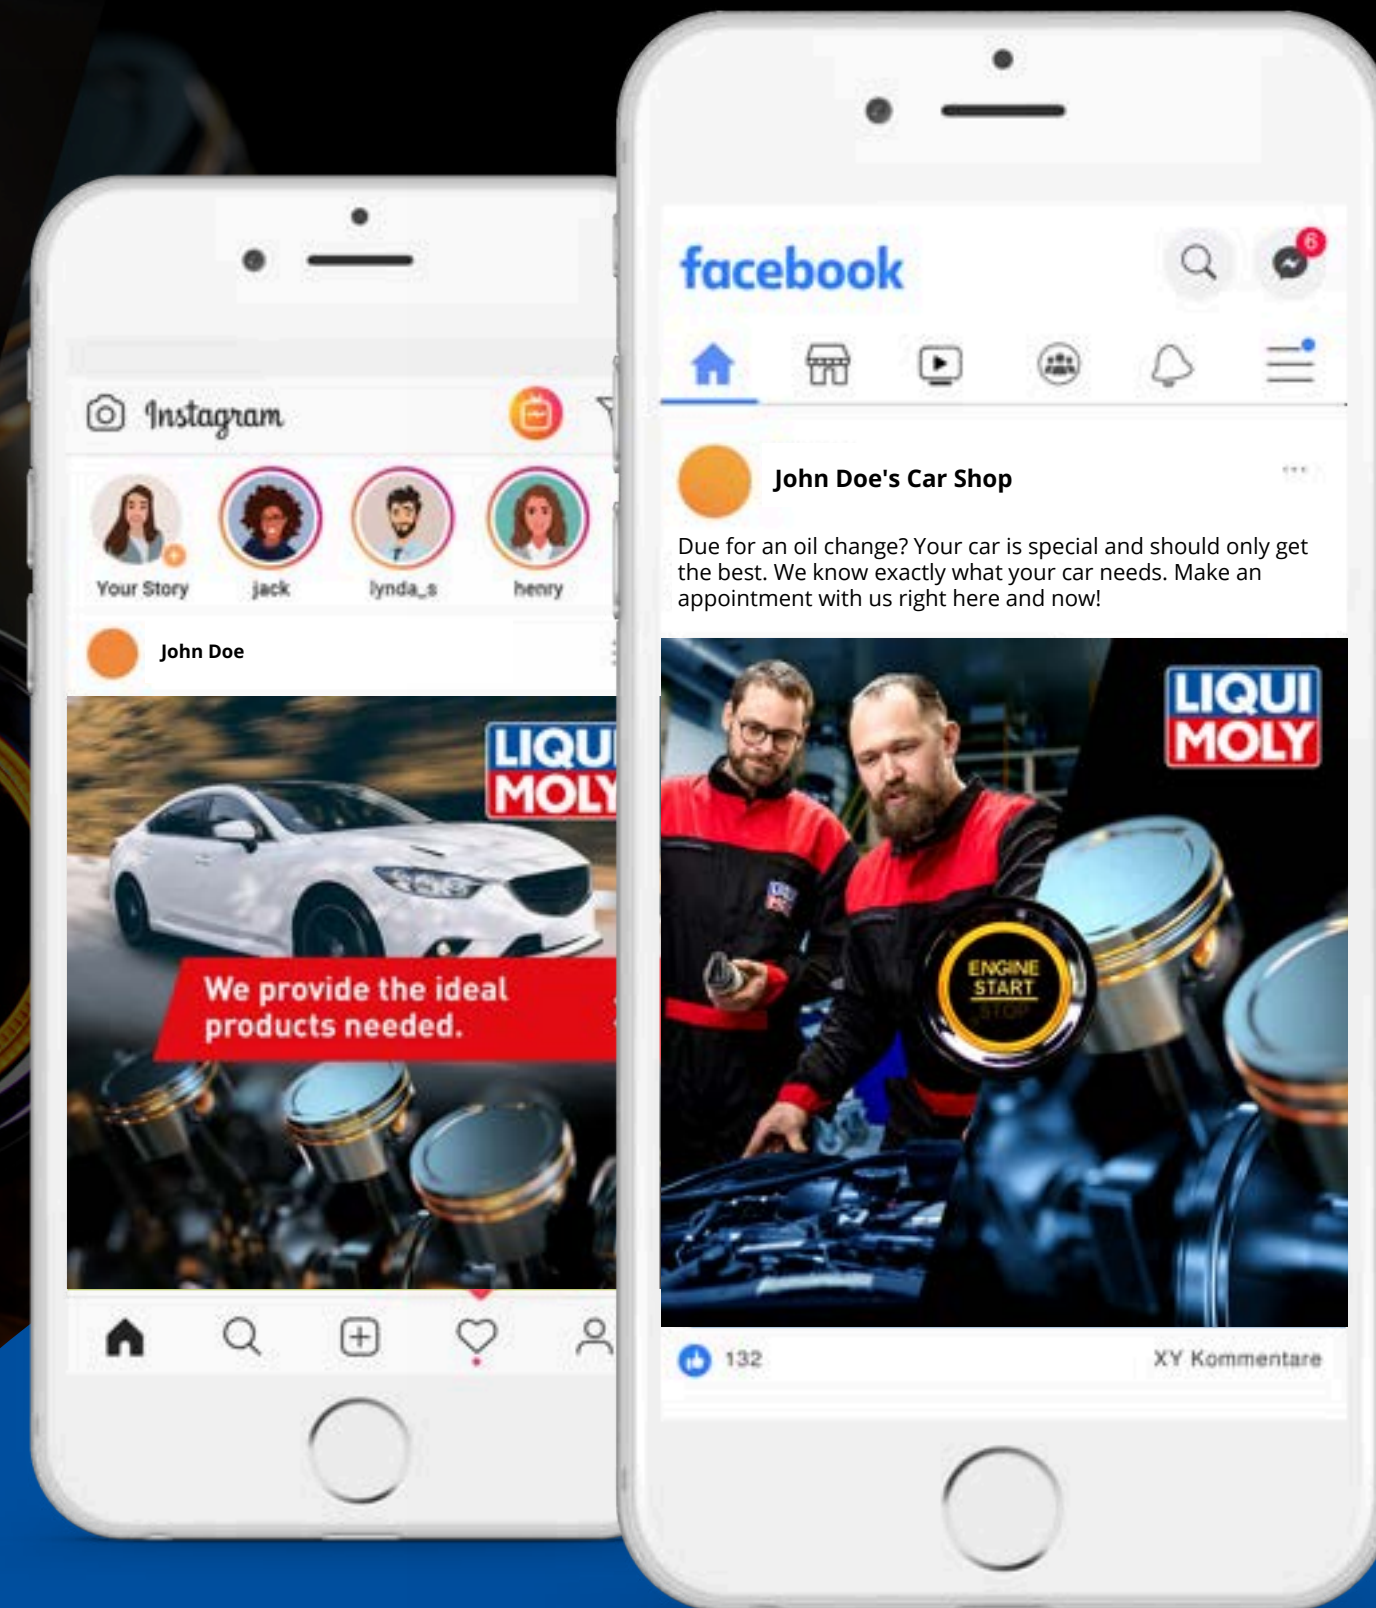 Instagram
Your Story
jack
lynda_s
henry
John Doe
LIQUI
MOLY
We provide the ideal
products needed.
facebook
6
John Doe's Car Shop
Due for an oil change? Your car is special and should only get
the best. We know exactly what your car needs. Make an
appointment with us right here and now!
LIQUI
MOLY
LIQUI
MOLY
ENGINE
START
STOP
132
XY Kommentare